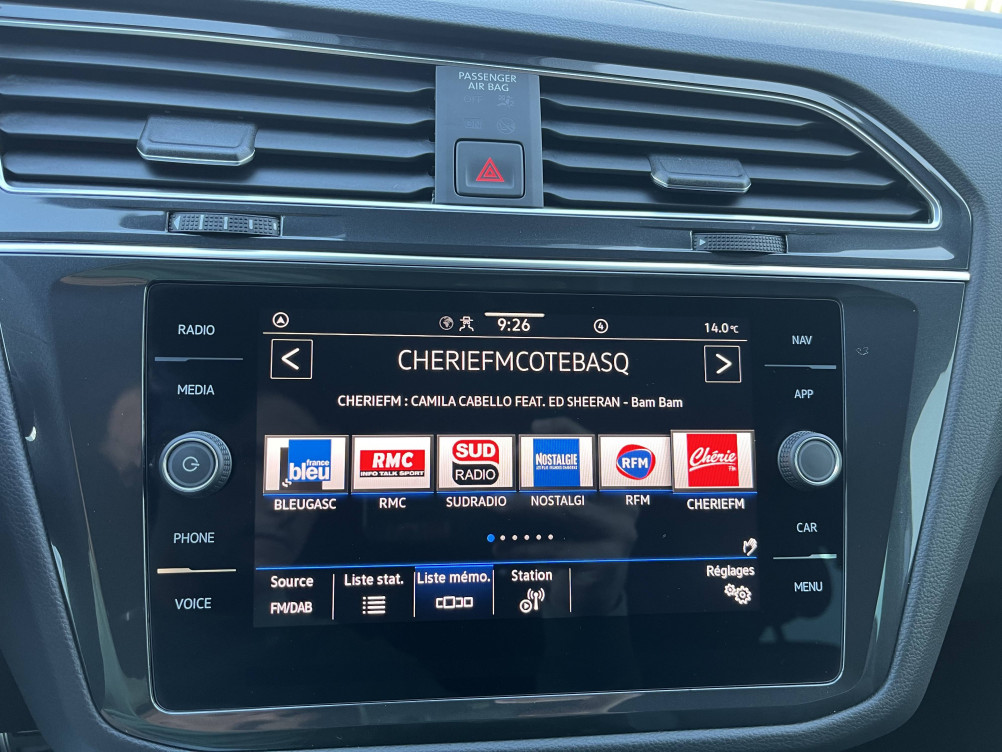 PASSENGER
AIR BAG
RADIO
MEDIA
PHONE
VOICE
9:26
4
14.0°C
CHERIEFMCOTEBASQ
CHERIEFM : CAMILA CABELLO FEAT. ED SHEERAN - Bam Bam
france
bleu
RMC
INFO TALK SPORT
SUD
RADIO
NOSTALGIE
RFM
Chérie
FM
BLEUGASC
RMC
SUDRADIO
NOSTALGI
RFM
CHERIEFM
Source
FM/DAB
Liste stat.
Liste mémo.
Station
Réglages
NAV
APP
CAR
MENU